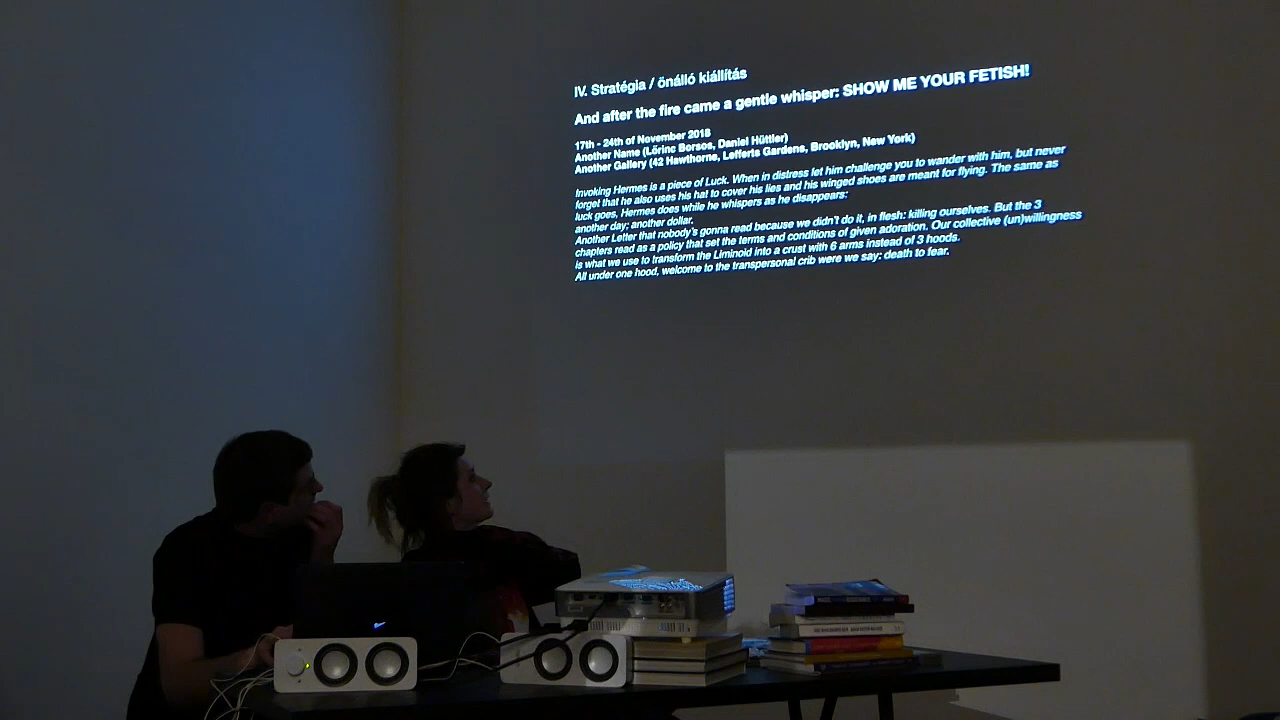 IV. Stratégia / önálló kiállítás
And after the fire came a gentle whisper: SHOW ME YOUR FETISH!
17th - 24th of November 2018
Another Name (Lőrinc Borsos, Daniel Hüttler)
Another Gallery (42 Hawthorne, Lefferts Gardens, Brooklyn, New York)
Invoking Hermes is a piece of Luck. When in distress let him challenge you to wander with him, but never
forget that he also uses his hat to cover his lies and his winged shoes are meant for flying. The same as
luck goes, Hermes does while he whispers as he disappears:
another day; another dollar.
Another Letter that nobody's gonna read because we didn't do it, in flesh: killing ourselves. But the 3
chapters read as a policy that set the terms and conditions of given adoration. Our collective (un)willingness
is what we use to transform the Liminoid into a crust with 6 arms instead of 3 hoods.
All under one hood, welcome to the transpersonal crib were we say: death to fear.